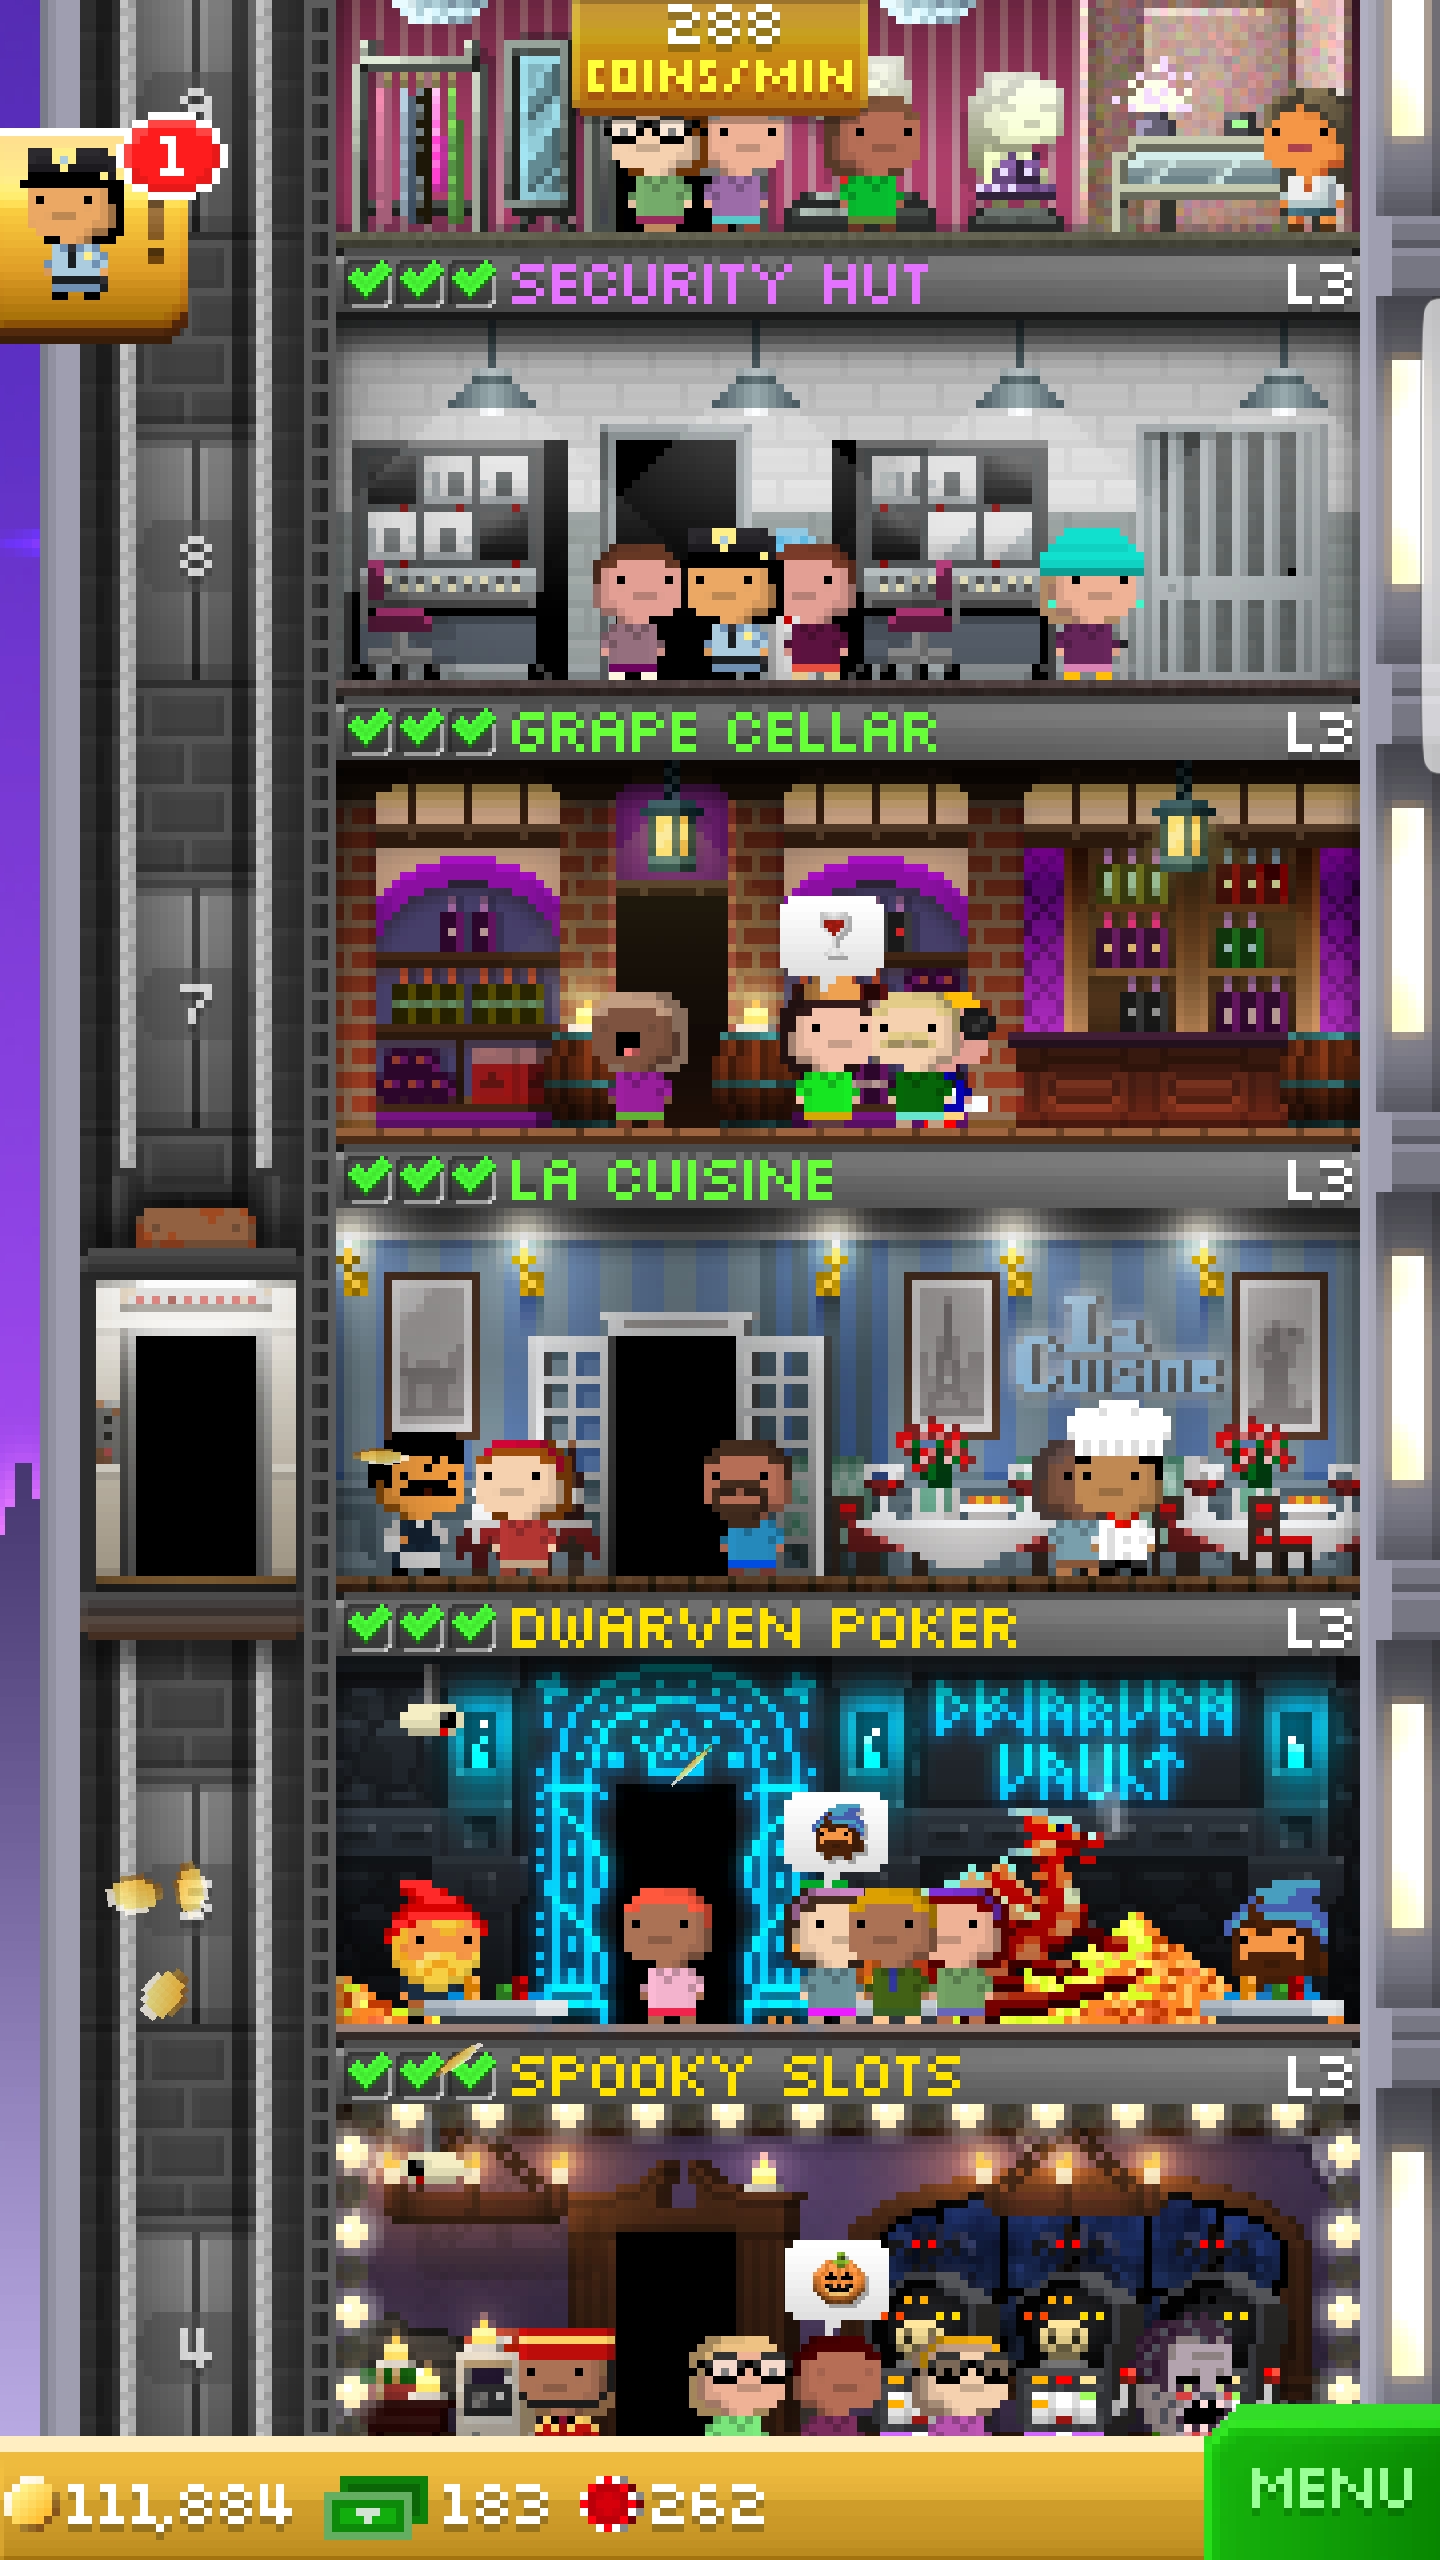 288
COINS/MIN
9
1
SECURITY HUT L3
8
GRAPE CELLAR L3
7
LA CUISINE L3
La
Cuisine
DWARVEN POKER L3
DWARVEN
VAULT
SPOOKY SLOTS L3
4
111,884 183 262
MENU